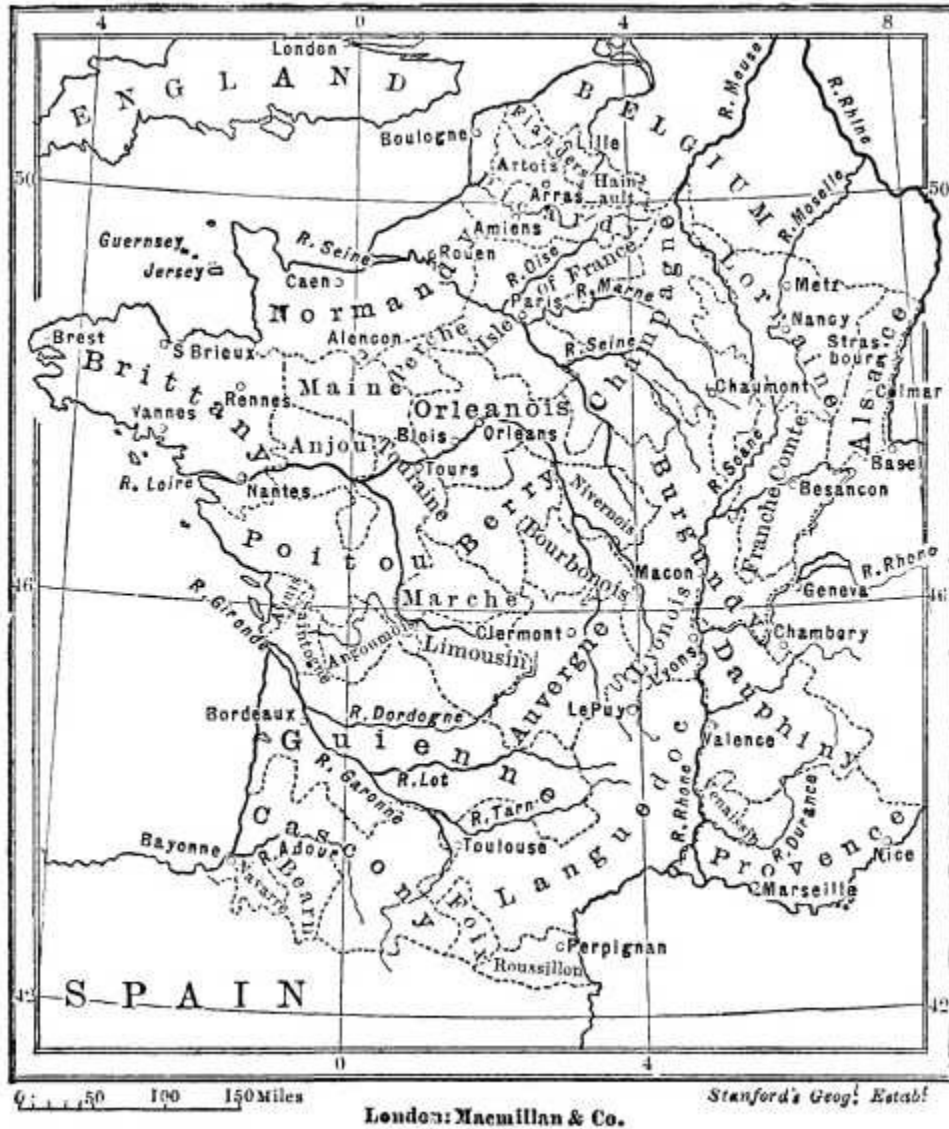 4 0 4 8
London
ENGLAND
BELGIUM
R. Meuse
R. Rhine
Boulogne
Flanders
Lille
Artois
Hainault
Arras
50
50
R. Moselle
Guernsey
Jersey
R. Seine
Amiens
Rouen
R. Oise
Isle of France
Caen
Paris
R. Marne
Champagne
Lorraine
Metz
Normandy
Nancy
Strasbourg
Alsace
Brest
S Brieux
Alencon
Perche
R. Seine
Chaumont
Colmar
Brittany
Rennes
Maine
Orleanois
Vannes
Blois
Orleans
Anjou
Touraine
R. Saane
Basel
R. Loire
Nantes
Tours
Berry
Nivernois
Burgundy
Franche Comte
Besancon
Poitou
Bourbonois
Macon
R. Rhone
46
46
R. Gironde
Saintogne
Angoumois
Marche
Geneva
Clermont
Limousin
Lyonois
Lyons
Chambery
Auvergne
Dauphiny
Bordeaux
R. Dordogne
LePuy
Guienne
Valence
R. Garonne
R. Lot
R. Tarn
Languedoc
R. Rhone
Venaissin
R. Durance
Provence
Gascony
Bayonne
R. Adour
Toulouse
Nice
Navarre
Bearn
Marseille
Foix
Perpignan
Roussillon
SPAIN
42
42
0 4
0 50 100 150 Miles
Stanford's Geog! Estab!
London: Macmillan & Co.